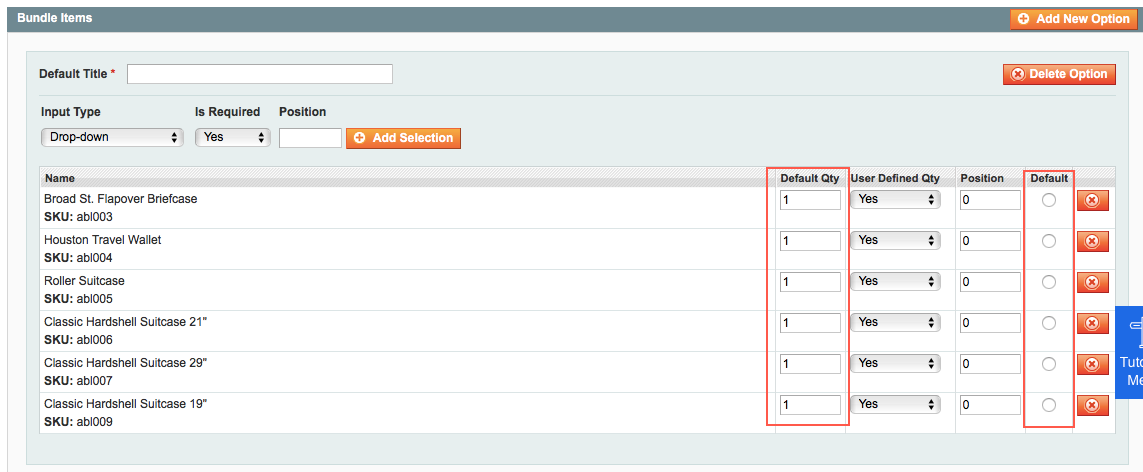 Bundle Items
Add New Option
Default Title *
Delete Option
Input Type Is Required Position
Drop-down Yes Add Selection
Name Default Qty User Defined Qty Position Default
Broad St. Flapover Briefcase 1 Yes 0
SKU: abl003
Houston Travel Wallet 1 Yes 0
SKU: abl004
Roller Suitcase 1 Yes 0
SKU: abl005
Classic Hardshell Suitcase 21" 1 Yes 0
SKU: abl006
Classic Hardshell Suitcase 29" 1 Yes 0
SKU: abl007
Classic Hardshell Suitcase 19" 1 Yes 0
SKU: abl009